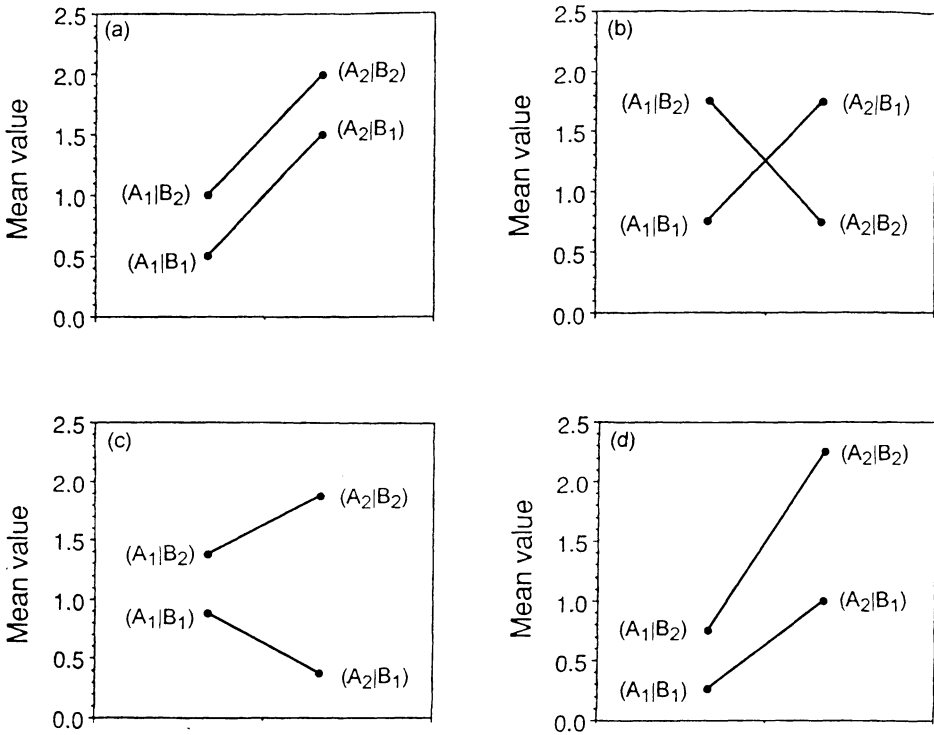 (a)
Mean value
2.5
2.0
1.5
1.0
0.5
0.0
(A₂|B₂)
(A₂|B₁)
(A₁|B₂)
(A₁|B₁)
(b)
Mean value
2.5
2.0
1.5
1.0
0.5
0.0
(A₁|B₂)
(A₂|B₁)
(A₁|B₁)
(A₂|B₂)
(c)
Mean value
2.5
2.0
1.5
1.0
0.5
0.0
(A₂|B₂)
(A₁|B₂)
(A₁|B₁)
(A₂|B₁)
(d)
Mean value
2.5
2.0
1.5
1.0
0.5
0.0
(A₂|B₂)
(A₂|B₁)
(A₁|B₂)
(A₁|B₁)